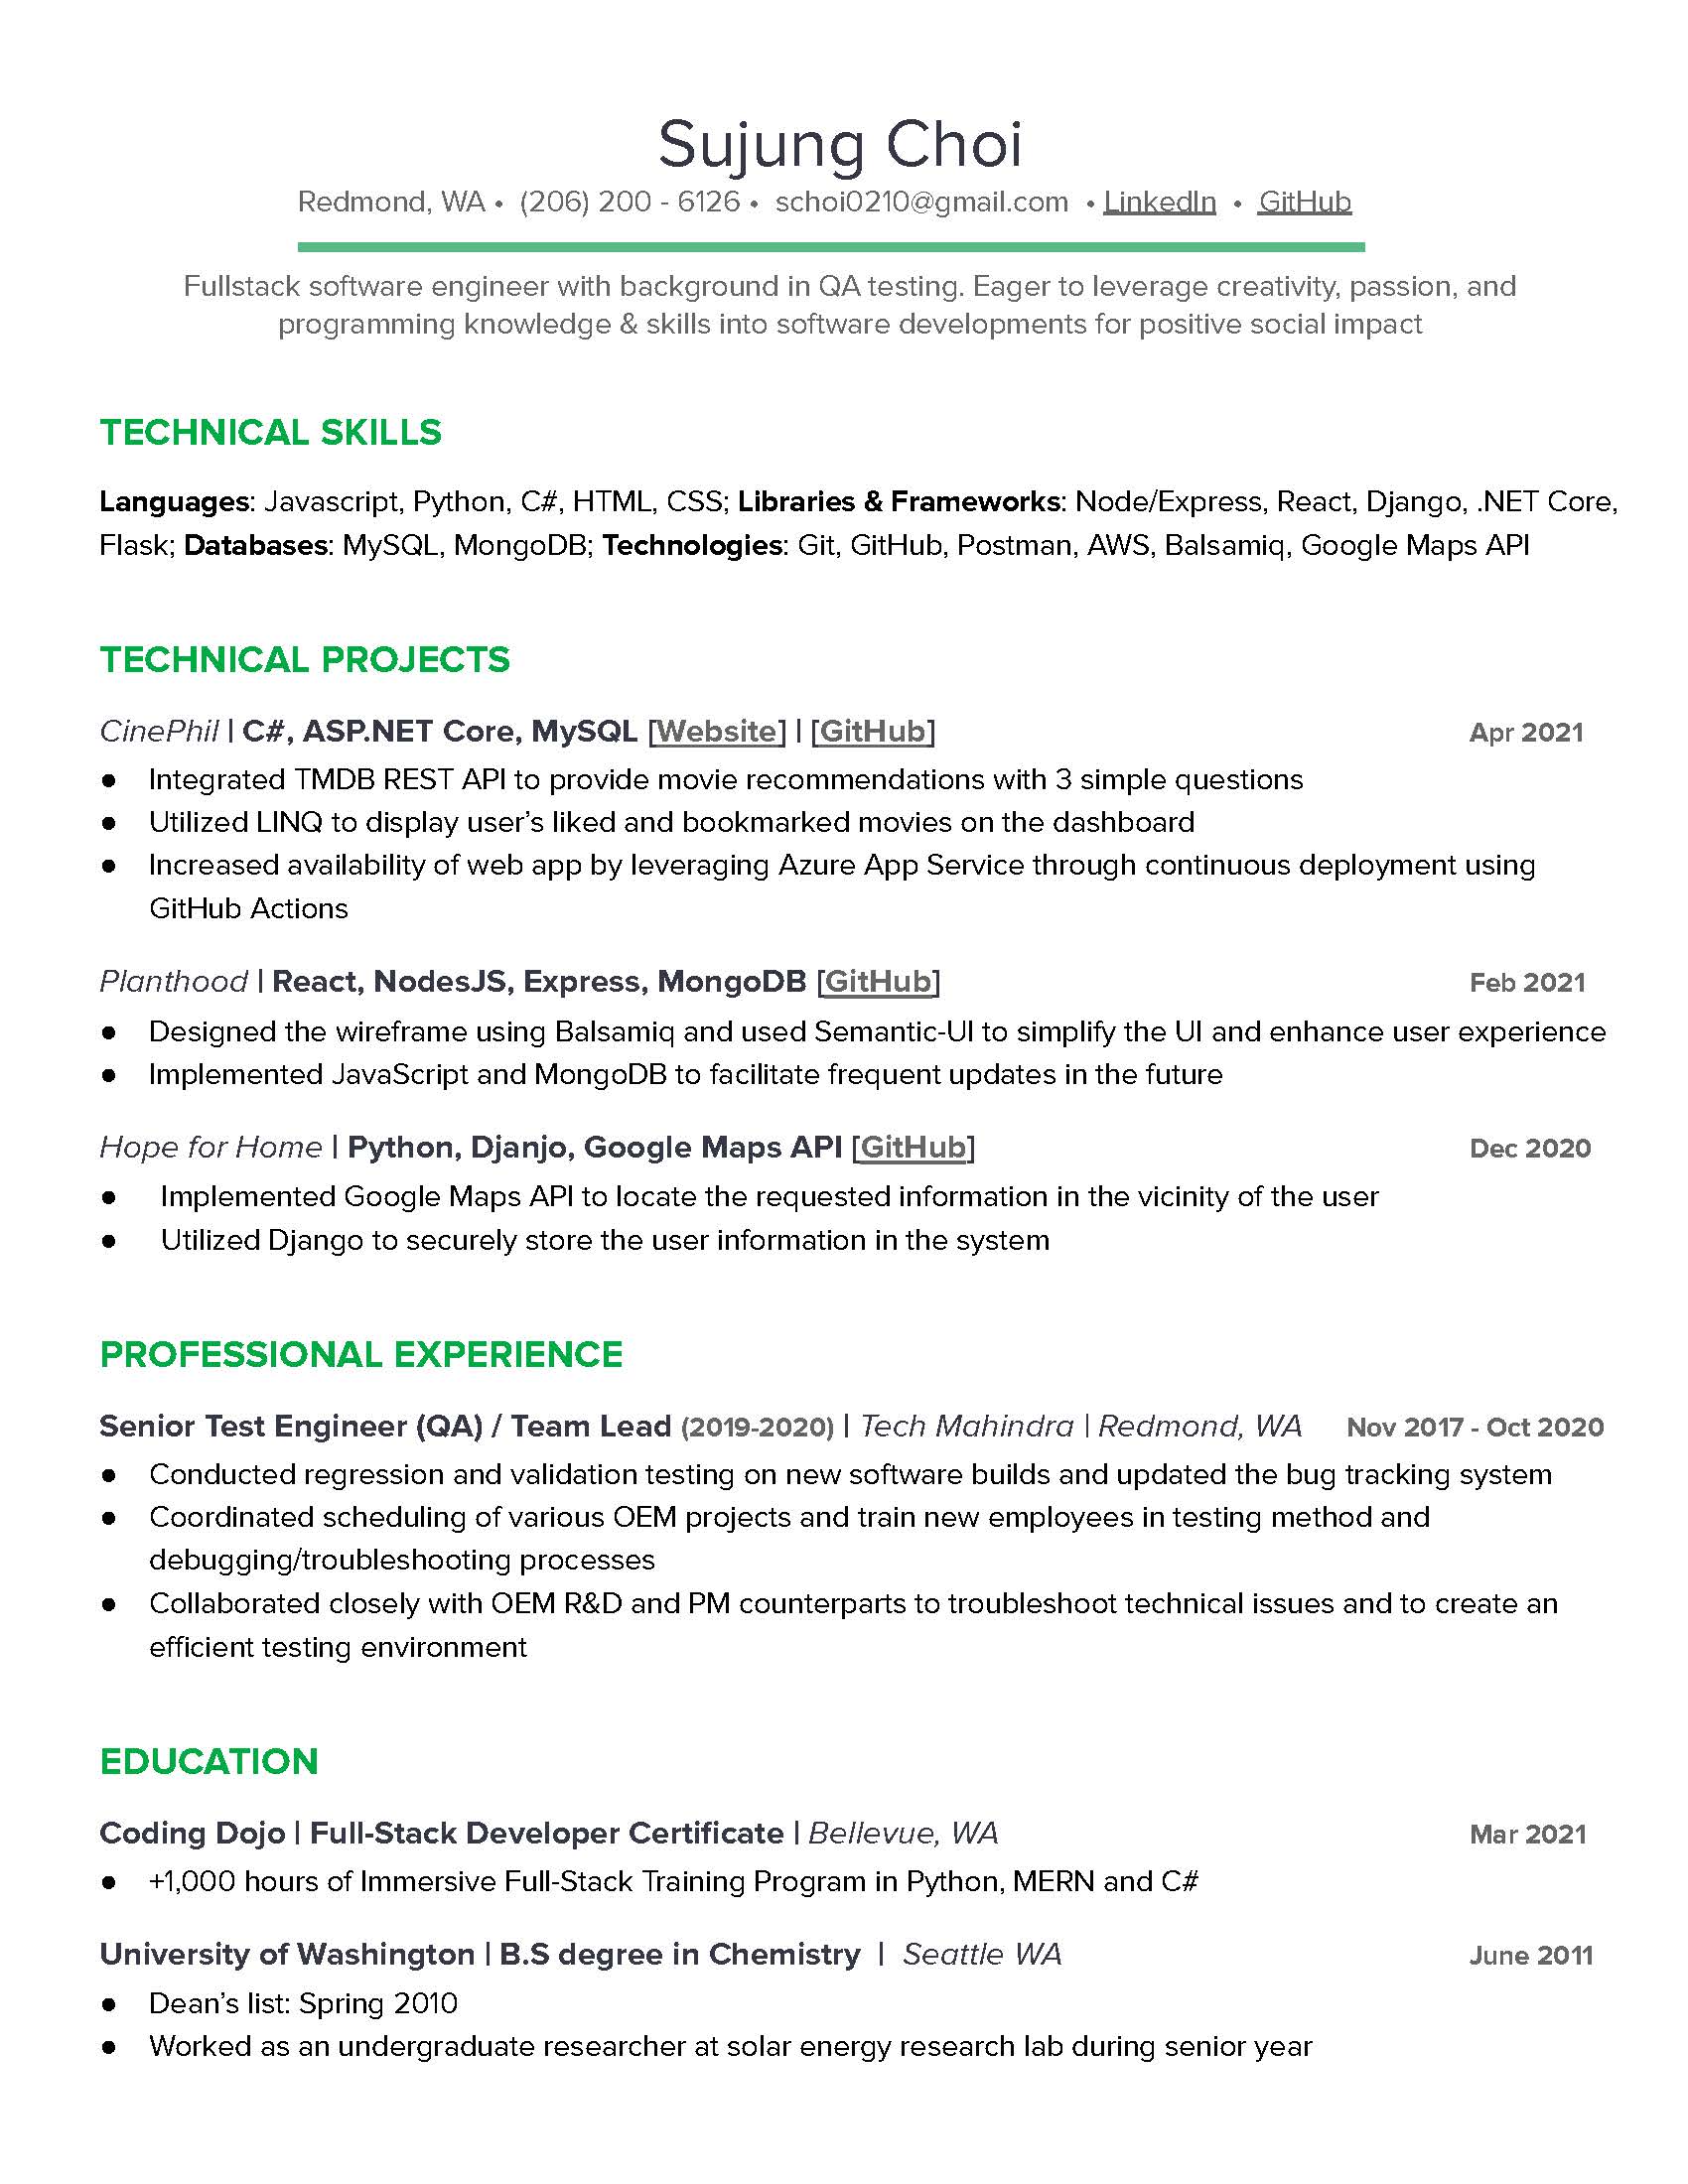 Sujung Choi
Redmond, WA • (206) 200 - 6126 • schoi0210@gmail.com • LinkedIn • GitHub
Fullstack software engineer with background in QA testing. Eager to leverage creativity, passion, and
programming knowledge & skills into software developments for positive social impact
TECHNICAL SKILLS
Languages: Javascript, Python, C#, HTML, CSS; Libraries & Frameworks: Node/Express, React, Django, .NET Core,
Flask; Databases: MySQL, MongoDB; Technologies: Git, GitHub, Postman, AWS, Balsamiq, Google Maps API
TECHNICAL PROJECTS
CinePhil | C#, ASP.NET Core, MySQL [Website] | [GitHub] Apr 2021
● Integrated TMDB REST API to provide movie recommendations with 3 simple questions
● Utilized LINQ to display user's liked and bookmarked movies on the dashboard
● Increased availability of web app by leveraging Azure App Service through continuous deployment using
GitHub Actions
Planthood | React, NodesJS, Express, MongoDB [GitHub] Feb 2021
● Designed the wireframe using Balsamiq and used Semantic-UI to simplify the UI and enhance user experience
● Implemented JavaScript and MongoDB to facilitate frequent updates in the future
Hope for Home | Python, Djanjo, Google Maps API [GitHub] Dec 2020
● Implemented Google Maps API to locate the requested information in the vicinity of the user
● Utilized Django to securely store the user information in the system
PROFESSIONAL EXPERIENCE
Senior Test Engineer (QA) / Team Lead (2019-2020) | Tech Mahindra | Redmond, WA Nov 2017 - Oct 2020
● Conducted regression and validation testing on new software builds and updated the bug tracking system
● Coordinated scheduling of various OEM projects and train new employees in testing method and
debugging/troubleshooting processes
● Collaborated closely with OEM R&D and PM counterparts to troubleshoot technical issues and to create an
efficient testing environment
EDUCATION
Coding Dojo | Full-Stack Developer Certificate | Bellevue, WA Mar 2021
● +1,000 hours of Immersive Full-Stack Training Program in Python, MERN and C#
University of Washington | B.S degree in Chemistry | Seattle WA June 2011
● Dean's list: Spring 2010
● Worked as an undergraduate researcher at solar energy research lab during senior year